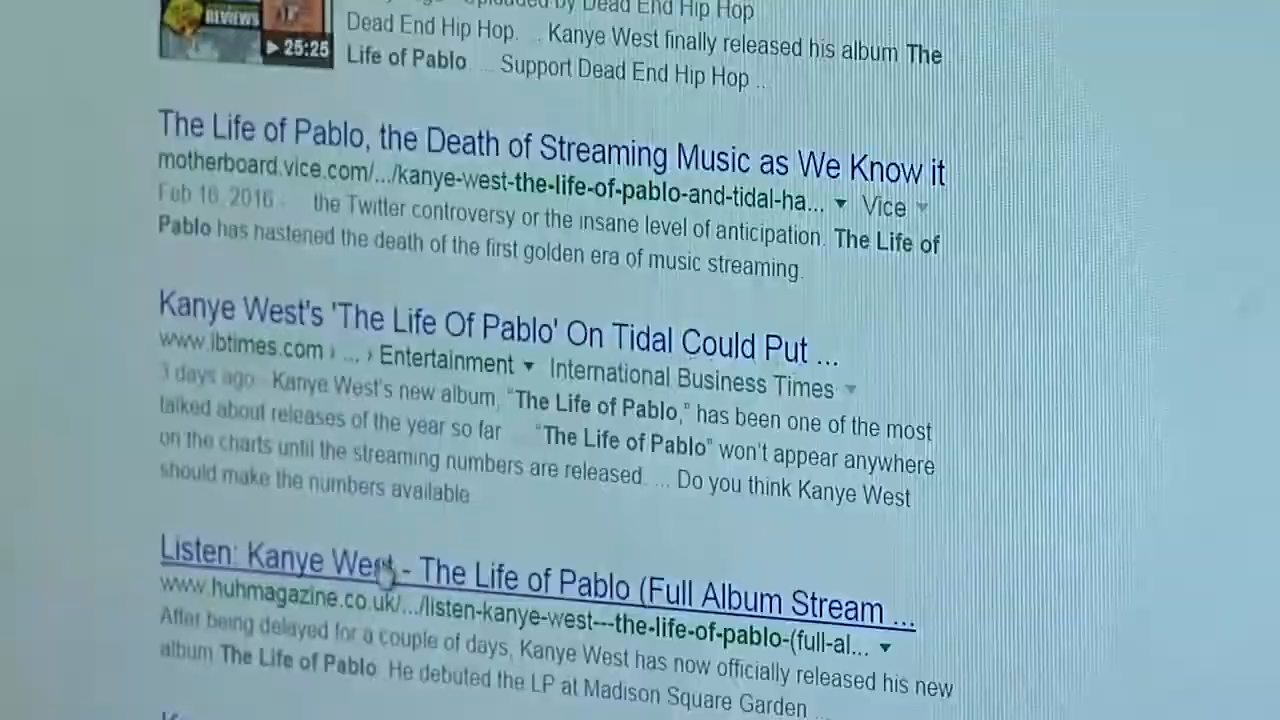 REVIEWS
25:25
Uploaded by Dead End Hip Hop
Dead End Hip Hop. ... Kanye West finally released his album The
Life of Pablo ... Support Dead End Hip Hop ...
The Life of Pablo, the Death of Streaming Music as We Know it
motherboard.vice.com/.../kanye-west-the-life-of-pablo-and-tidal-ha... Vice
Feb 16, 2016 - the Twitter controversy or the insane level of anticipation. The Life of
Pablo has hastened the death of the first golden era of music streaming.
Kanye West's 'The Life Of Pablo' On Tidal Could Put ...
www.ibtimes.com › ... › Entertainment International Business Times
3 days ago - Kanye West's new album, "The Life of Pablo," has been one of the most
talked about releases of the year so far ... "The Life of Pablo" won't appear anywhere
on the charts until the streaming numbers are released. ... Do you think Kanye West
should make the numbers available
Listen: Kanye West - The Life of Pablo (Full Album Stream ...
www.huhmagazine.co.uk/.../listen-kanye-west---the-life-of-pablo-(full-al...
After being delayed for a couple of days, Kanye West has now officially released his new
album The Life of Pablo. He debuted the LP at Madison Square Garden ...